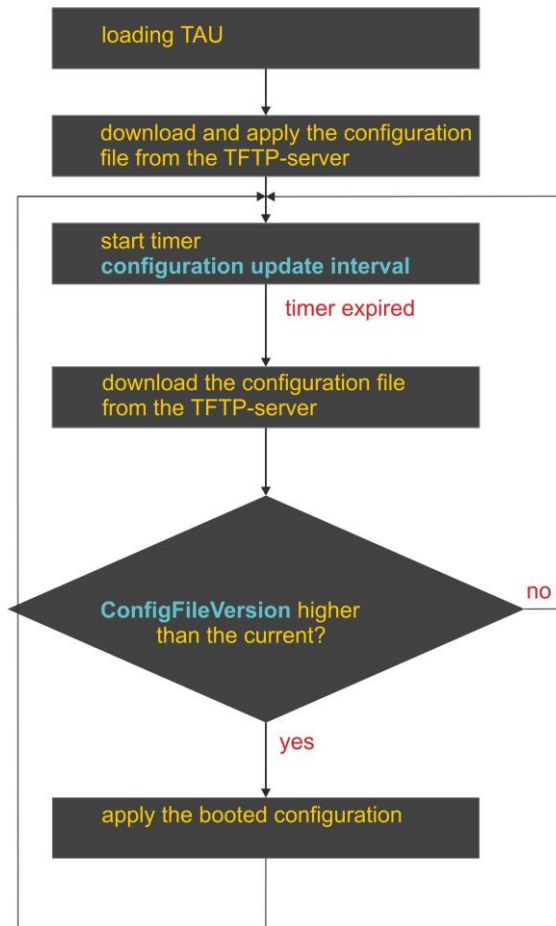 loading TAU
download and apply the configuration
file from the TFTP-server
start timer
configuration update interval
timer expired
download the configuration file
from the TFTP-server
ConfigFileVersion higher
than the current?
no
yes
apply the booted configuration